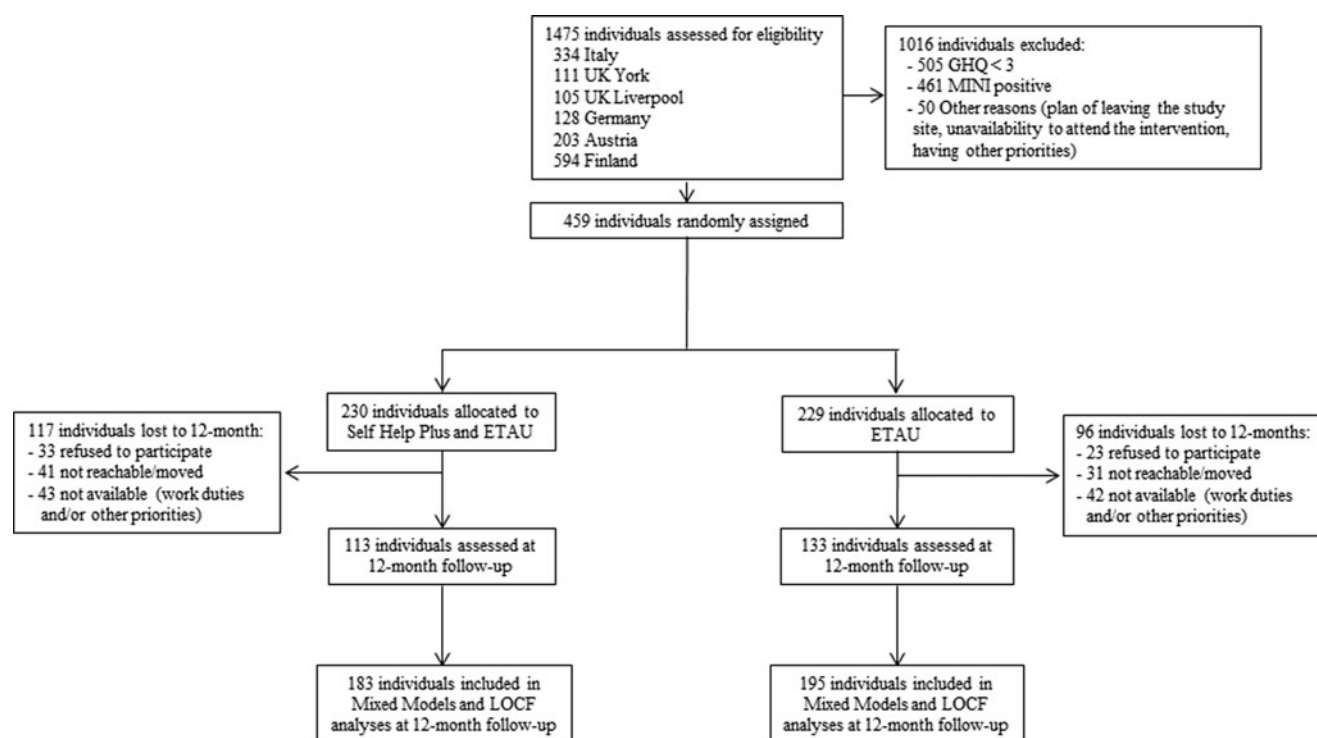 1475 individuals assessed for eligibility
334 Italy
111 UK York
105 UK Liverpool
128 Germany
203 Austria
594 Finland
1016 individuals excluded:
- 505 GHQ < 3
- 461 MINI positive
- 50 Other reasons (plan of leaving the study
site, unavailability to attend the intervention,
having other priorities)
459 individuals randomly assigned
230 individuals allocated to
Self Help Plus and ETAU
229 individuals allocated to
ETAU
117 individuals lost to 12-month:
- 33 refused to participate
- 41 not reachable/moved
- 43 not available (work duties
and/or other priorities)
96 individuals lost to 12-months:
- 23 refused to participate
- 31 not reachable/moved
- 42 not available (work duties
and/or other priorities)
113 individuals assessed at
12-month follow-up
133 individuals assessed at
12-month follow-up
183 individuals included in
Mixed Models and LOCF
analyses at 12-month follow-up
195 individuals included in
Mixed Models and LOCF
analyses at 12-month follow-up